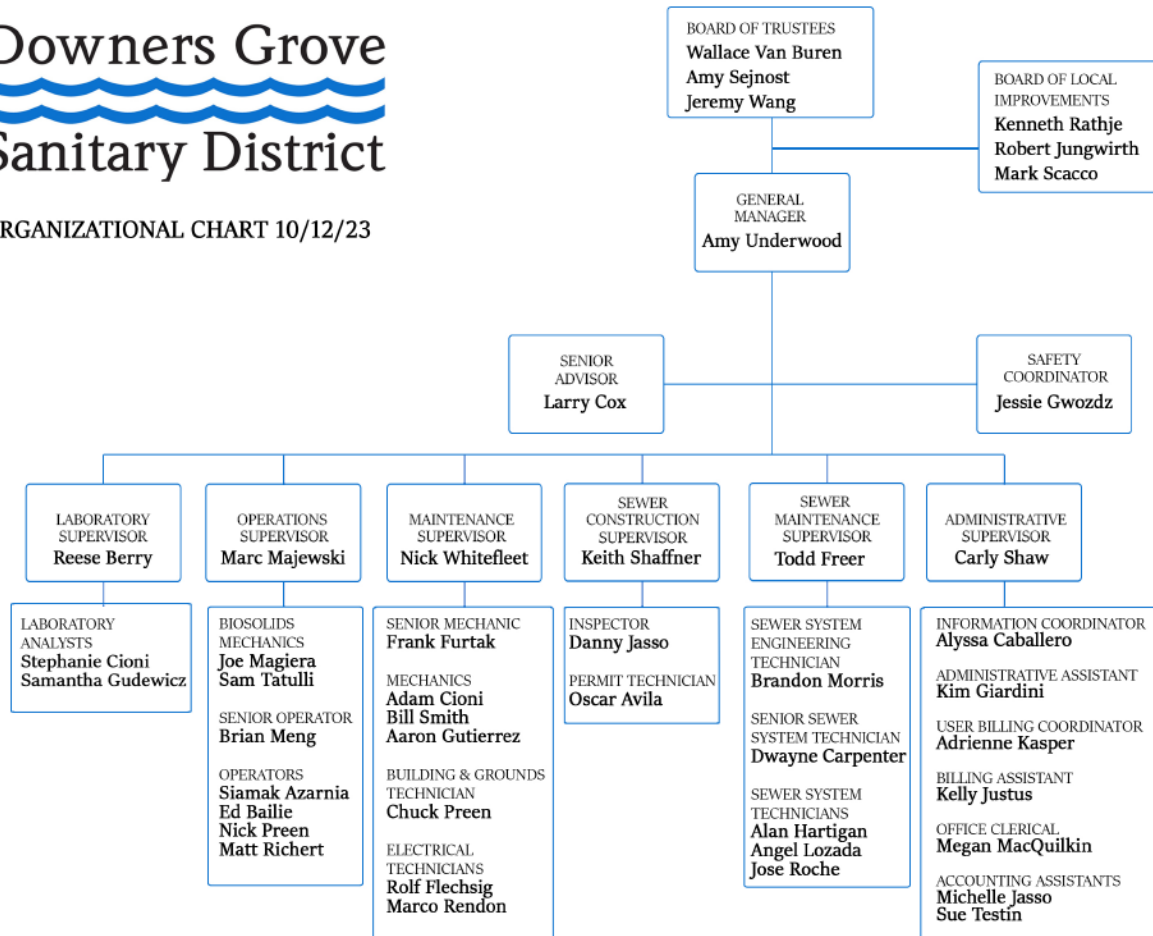 Downers Grove
Sanitary District
RGANIZATIONAL CHART 10/12/23
BOARD OF TRUSTEES
Wallace Van Buren
Amy Sejnost
Jeremy Wang
BOARD OF LOCAL
IMPROVEMENTS
Kenneth Rathje
Robert Jungwirth
Mark Scacco
GENERAL
MANAGER
Amy Underwood
SENIOR
ADVISOR
Larry Cox
SAFETY
COORDINATOR
Jessie Gwozdz
LABORATORY
SUPERVISOR
Reese Berry
OPERATIONS
SUPERVISOR
Marc Majewski
MAINTENANCE
SUPERVISOR
Nick Whitefleet
SEWER
CONSTRUCTION
SUPERVISOR
Keith Shaffner
SEWER
MAINTENANCE
SUPERVISOR
Todd Freer
ADMINISTRATIVE
SUPERVISOR
Carly Shaw
LABORATORY
ANALYSTS
Stephanie Cioni
Samantha Gudewicz
BIOSOLIDS
MECHANICS
Joe Magiera
Sam Tatulli
SENIOR OPERATOR
Brian Meng
OPERATORS
Siamak Azarnia
Ed Bailie
Nick Preen
Matt Richert
SENIOR MECHANIC
Frank Furtak
MECHANICS
Adam Cioni
Bill Smith
Aaron Gutierrez
BUILDING & GROUNDS
TECHNICIAN
Chuck Preen
ELECTRICAL
TECHNICIANS
Rolf Flechsig
Marco Rendon
INSPECTOR
Danny Jasso
PERMIT TECHNICIAN
Oscar Avila
SEWER SYSTEM
ENGINEERING
TECHNICIAN
Brandon Morris
SENIOR SEWER
SYSTEM TECHNICIAN
Dwayne Carpenter
SEWER SYSTEM
TECHNICIANS
Alan Hartigan
Angel Lozada
Jose Roche
INFORMATION COORDINATOR
Alyssa Caballero
ADMINISTRATIVE ASSISTANT
Kim Giardini
USER BILLING COORDINATOR
Adrienne Kasper
BILLING ASSISTANT
Kelly Justus
OFFICE CLERICAL
Megan MacQuilkin
ACCOUNTING ASSISTANTS
Michelle Jasso
Sue Testin